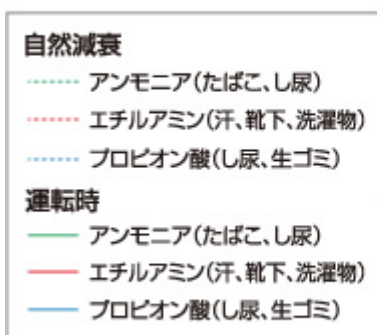 自然減衰
アンモニア(たばこ、し尿)
エチルアミン(汗、靴下、洗濯物)
プロピオン酸(し尿、生ゴミ)
運転時
アンモニア(たばこ、し尿)
エチルアミン(汗、靴下、洗濯物)
プロピオン酸(し尿、生ゴミ)